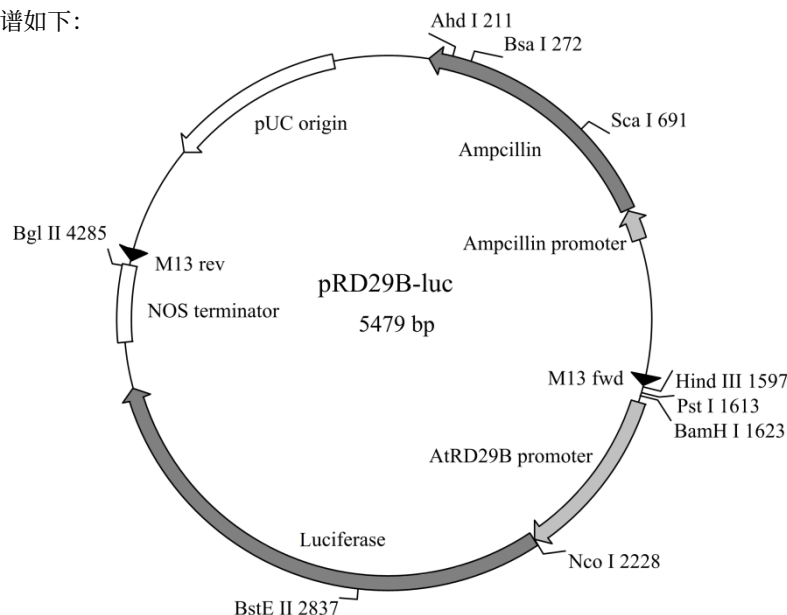 谱如下：
Ahd I 211
Bsa I 272
Sca I 691
pUC origin
Ampcillin
Bgl II 4285
M13 rev
Ampcillin promoter
pRD29B-luc
NOS terminator
5479 bp
M13 fwd
Hind III 1597
Pst I 1613
BamH I 1623
AtRD29B promoter
Luciferase
Nco I 2228
BstE II 2837